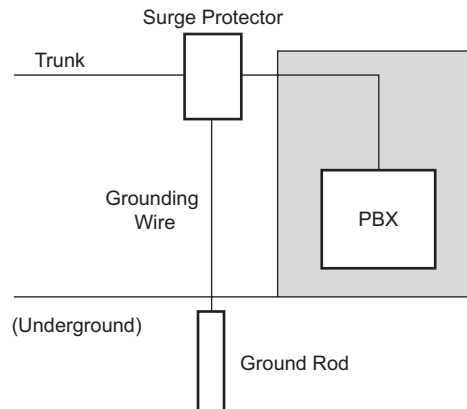 Surge Protector
Trunk
Grounding
Wire
PBX
(Underground)
Ground Rod